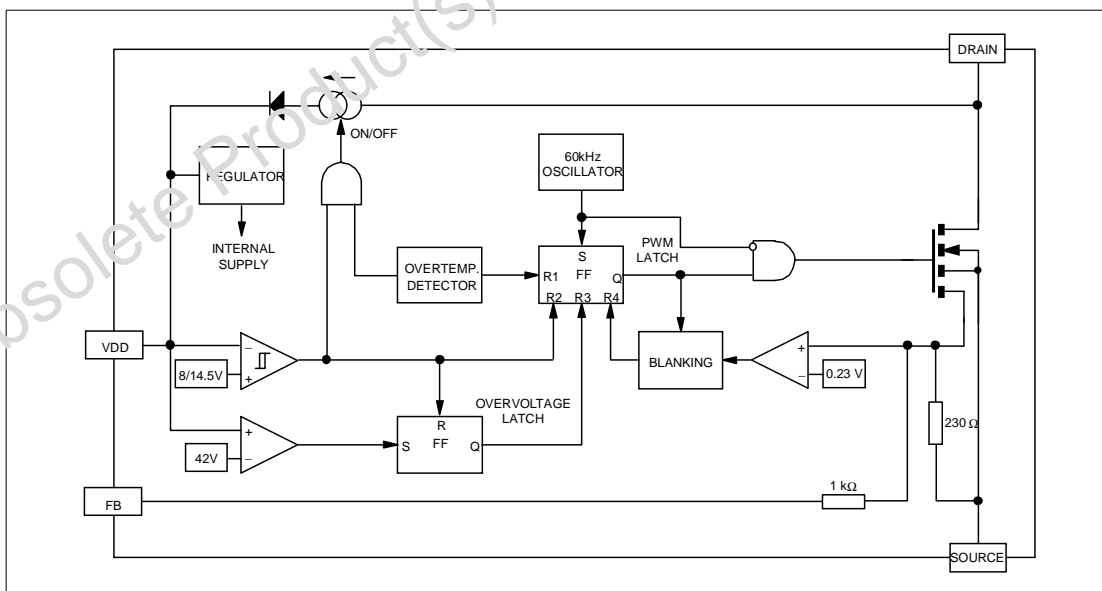 bsolete Product(s)
DRAIN
ON/OFF
60kHz
OSCILLATOR
REGULATOR
INTERNAL
SUPPLY
OVERTEMP.
DETECTOR
PWM
LATCH
S
R1 FF Q
R2 R3 R4
VDD
−
8/14.5V
+
BLANKING
+
− 0.23 V
OVERVOLTAGE
LATCH
230 Ω
+
42V
−
R
S FF Q
FB
1 kΩ
SOURCE